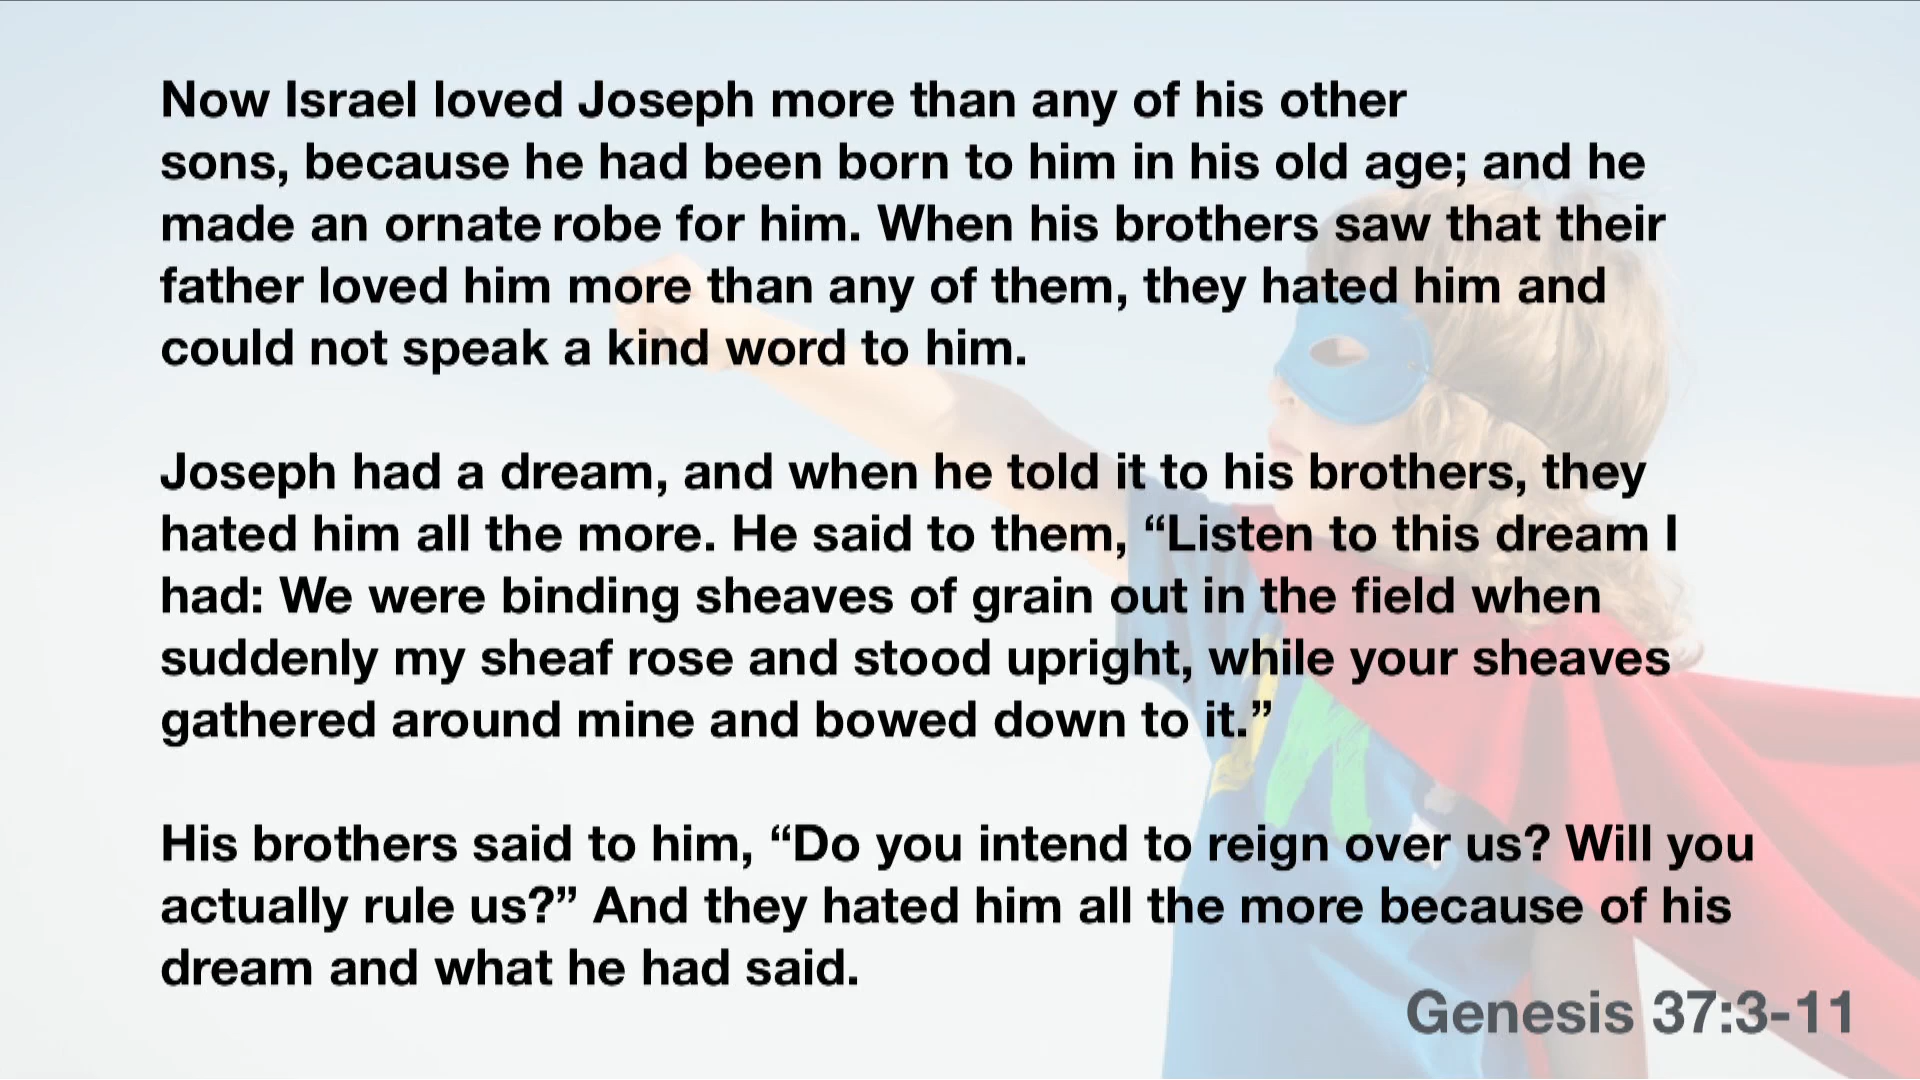 Now Israel loved Joseph more than any of his other
sons, because he had been born to him in his old age; and he
made an ornate robe for him. When his brothers saw that their
father loved him more than any of them, they hated him and
could not speak a kind word to him.
Joseph had a dream, and when he told it to his brothers, they
hated him all the more. He said to them, “Listen to this dream I
had: We were binding sheaves of grain out in the field when
suddenly my sheaf rose and stood upright, while your sheaves
gathered around mine and bowed down to it.”
His brothers said to him, “Do you intend to reign over us? Will you
actually rule us?” And they hated him all the more because of his
dream and what he had said.
Genesis 37:3-11